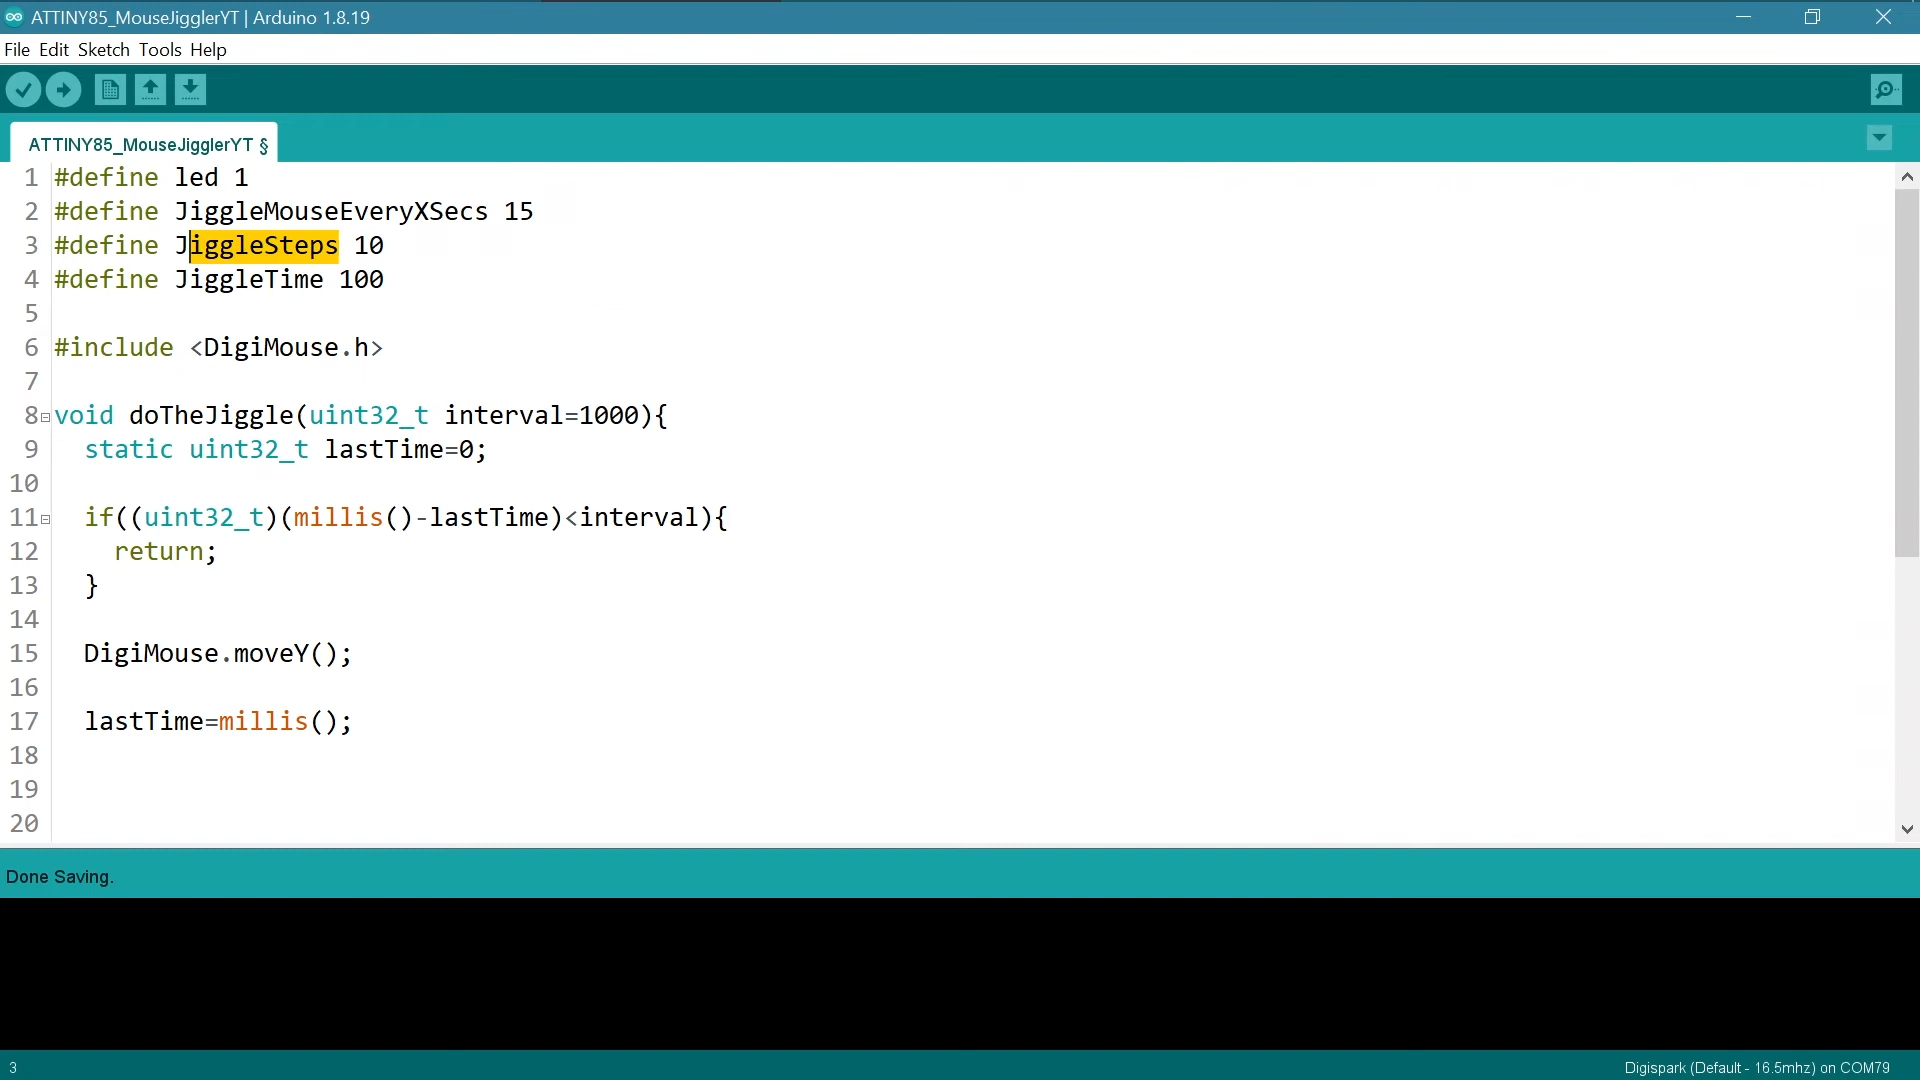 ATTINY85_MouseJigglerYT | Arduino 1.8.19
File Edit Sketch Tools Help
ATTINY85_MouseJigglerYT §
1 #define led 1
2 #define JiggleMouseEveryXSecs 15
3 #define JiggleSteps 10
4 #define JiggleTime 100
5
6 #include <DigiMouse.h>
7
8 void doTheJiggle(uint32_t interval=1000){
9   static uint32_t lastTime=0;
10
11   if((uint32_t)(millis()-lastTime)<interval){
12     return;
13   }
14
15   DigiMouse.moveY();
16
17   lastTime=millis();
18
19
20
Done Saving.
3 Digispark (Default - 16.5mhz) on COM79